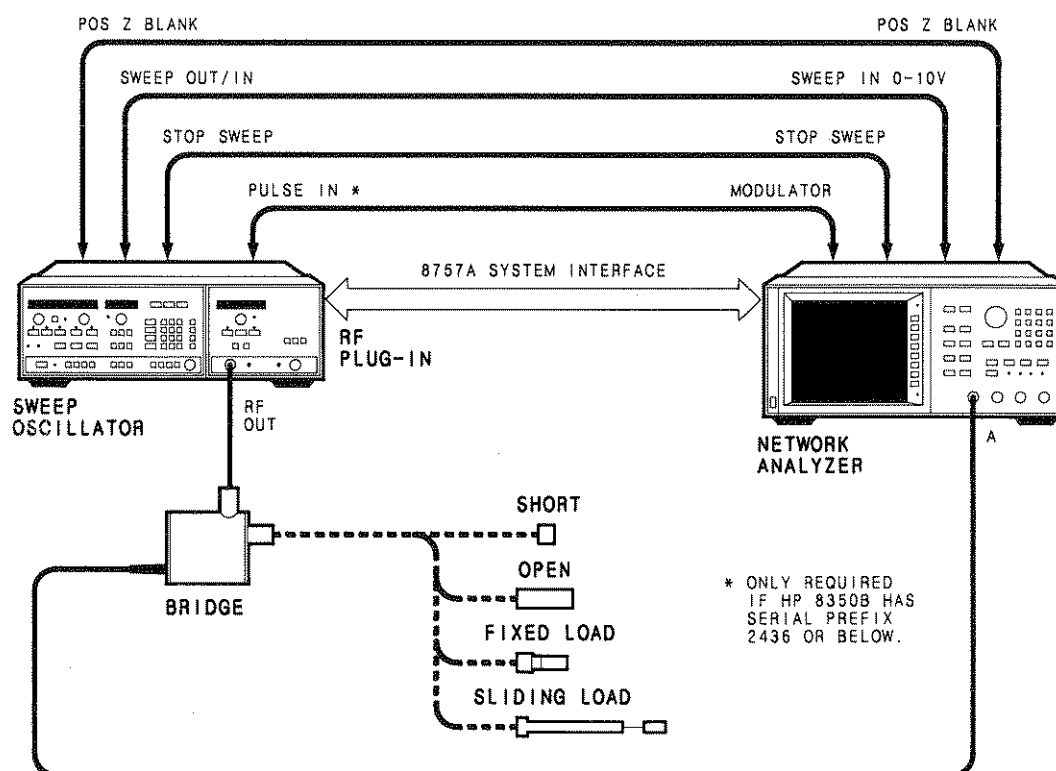 POS Z BLANK
POS Z BLANK
SWEEP OUT/IN
SWEEP IN 0-10V
STOP SWEEP
STOP SWEEP
PULSE IN *
MODULATOR
8757A SYSTEM INTERFACE
RF
PLUG-IN
SWEEP
OSCILLATOR
RF
OUT
NETWORK
ANALYZER
A
SHORT
OPEN
BRIDGE
FIXED LOAD
SLIDING LOAD
* ONLY REQUIRED
IF HP 8350B HAS
SERIAL PREFIX
2436 OR BELOW.